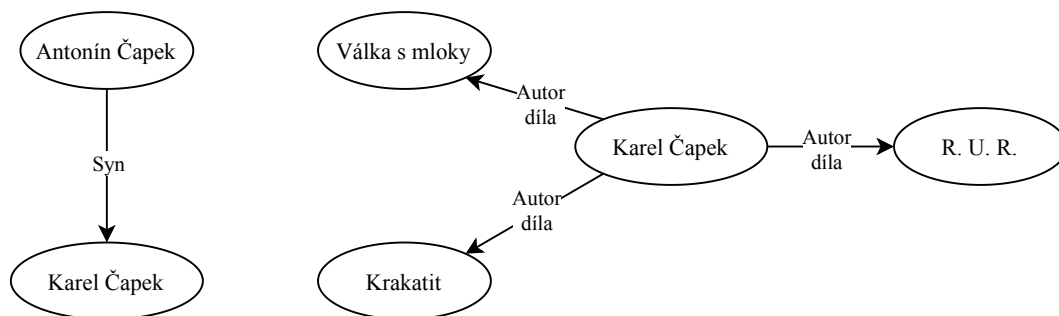 Antonín Čapek
Syn
Karel Čapek
Válka s mloky
Autor
díla
Karel Čapek
Autor
díla
R. U. R.
Autor
díla
Krakatit